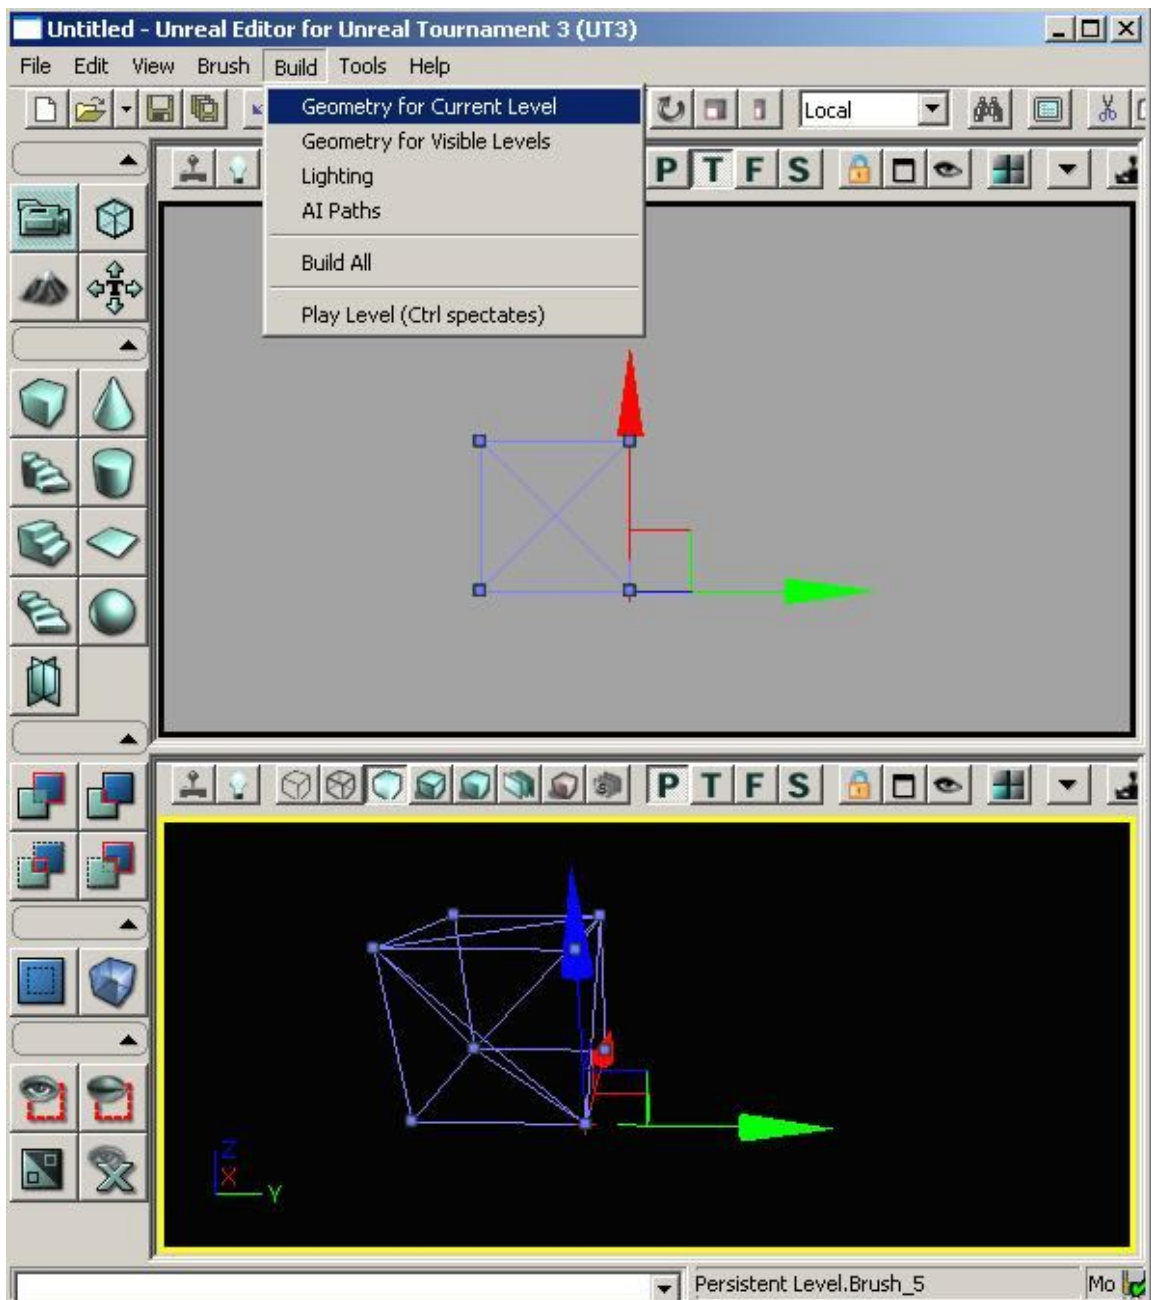 Untitled - Unreal Editor for Unreal Tournament 3 (UT3)
File Edit View Brush Build Tools Help
Geometry for Current Level
Local
Geometry for Visible Levels
P T F S
Lighting
AI Paths
Build All
Play Level (Ctrl spectates)
P T F S
Z
X
Y
Persistent Level.Brush_5 Mo